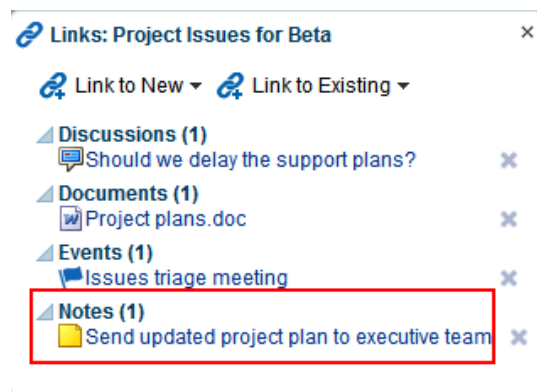 Links: Project Issues for Beta
Link to New Link to Existing
Discussions (1)
Should we delay the support plans?
Documents (1)
Project plans.doc
Events (1)
Issues triage meeting
Notes (1)
Send updated project plan to executive team